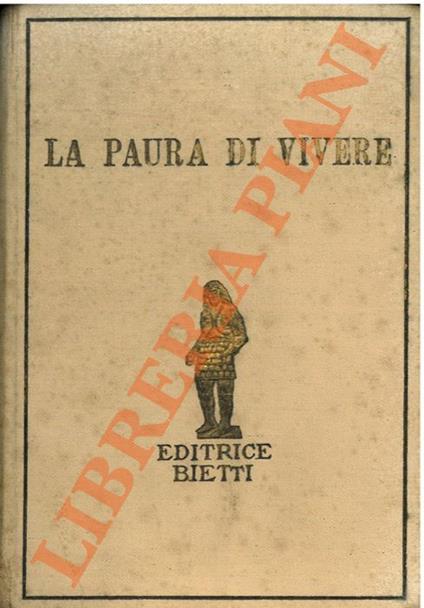 LA PAURA DI VIVERE
EDITRICE
BIETTI
LIBRERIA PIANI